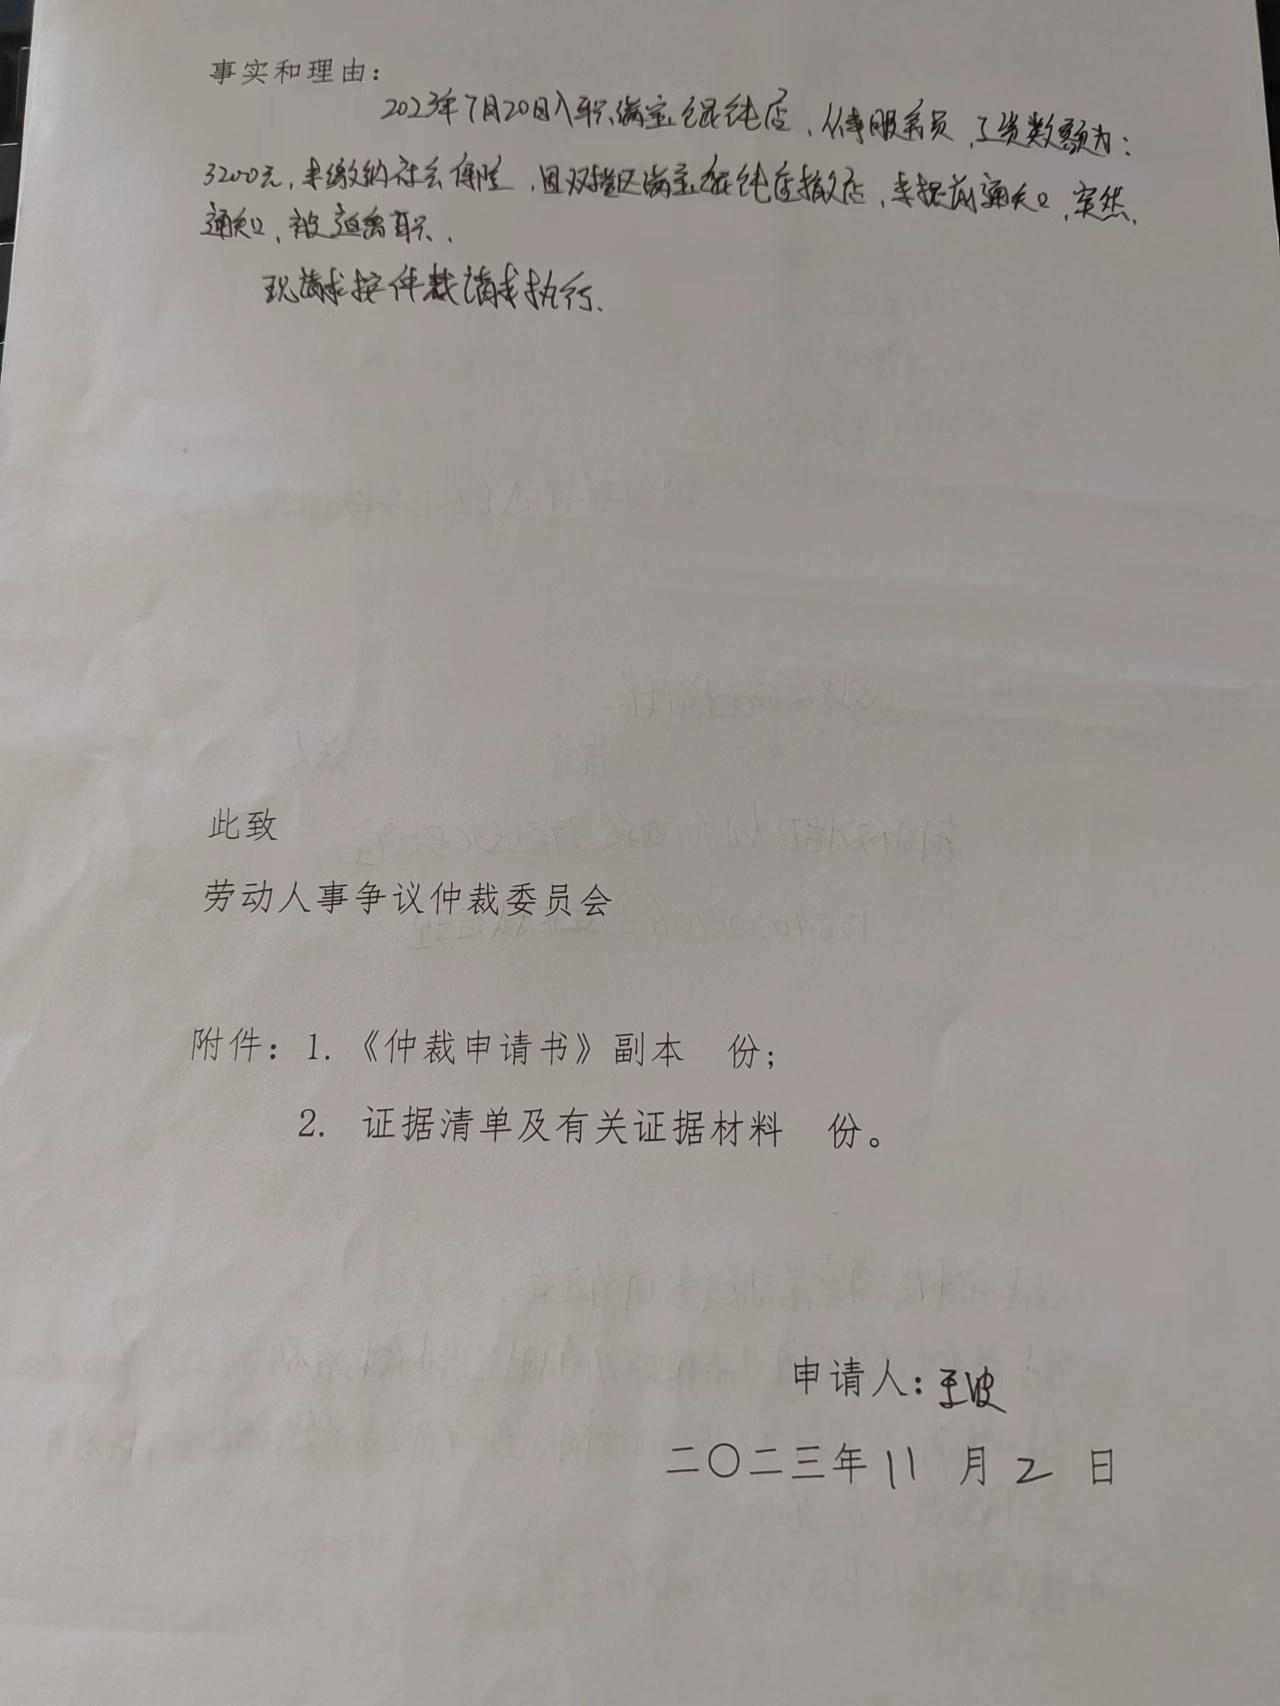 事实和理由：
2023年7月20日入职满宝馄饨店，从事服务员，工资数额为：
3200元，未缴纳社会保险，因双塔区满宝馄饨店撤店，未提前通知，突然
通知，被迫离职．
现请求按仲裁请求执行．
此致
劳动人事争议仲裁委员会
附件：1.《仲裁申请书》副本　份；
2. 证据清单及有关证据材料　份。
申请人：王波
二〇二三年 11 月 2 日